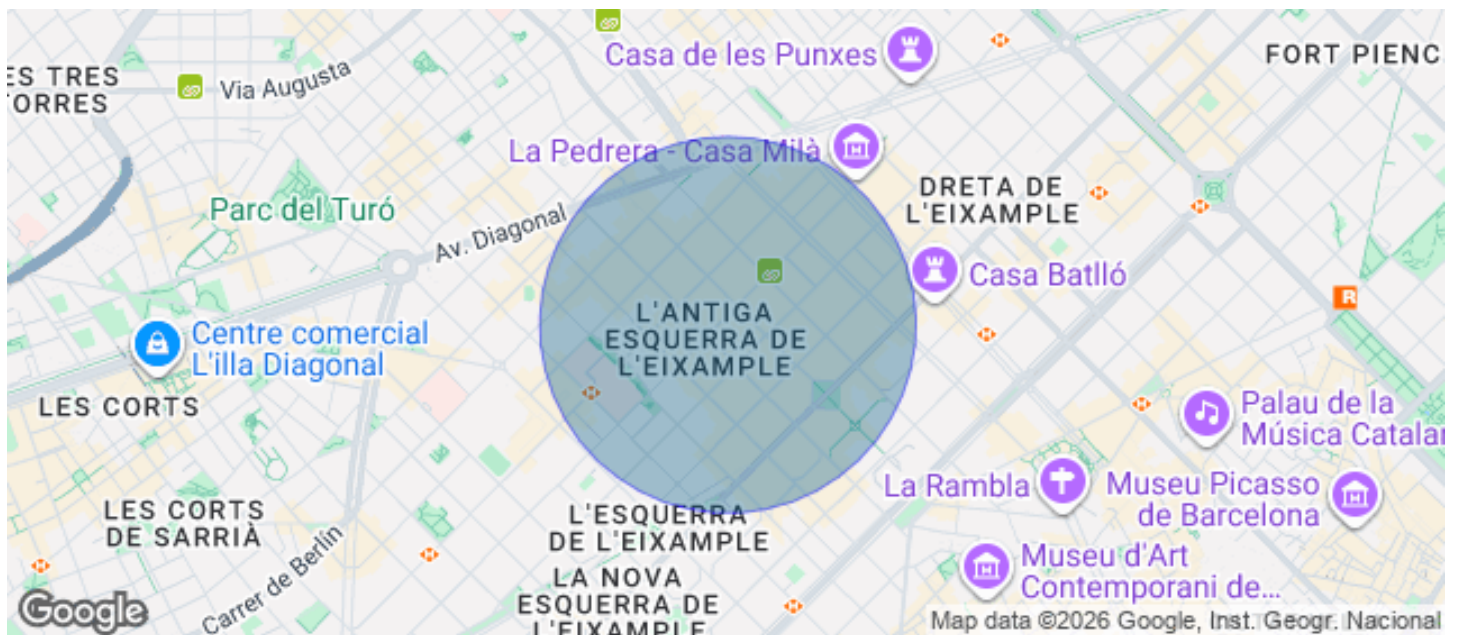 Casa de les Punxes
FORT PIENC
ES TRES
TORRES
Via Augusta
La Pedrera - Casa Milà
DRETA DE
L'EIXAMPLE
Parc del Turó
Av. Diagonal
Casa Batlló
L'ANTIGA
ESQUERRA DE
L'EIXAMPLE
Centre comercial
L'illa Diagonal
LES CORTS
R
Palau de la
Música Catalar
La Rambla
Museu Picasso
de Barcelona
LES CORTS
DE SARRIÀ
L'ESQUERRA
DE L'EIXAMPLE
Museu d'Art
Contemporani de...
LA NOVA
ESQUERRA DE
L'EIXAMPLE
Carrer de Berlin
Google
Map data ©2026 Google, Inst. Geogr. Nacional